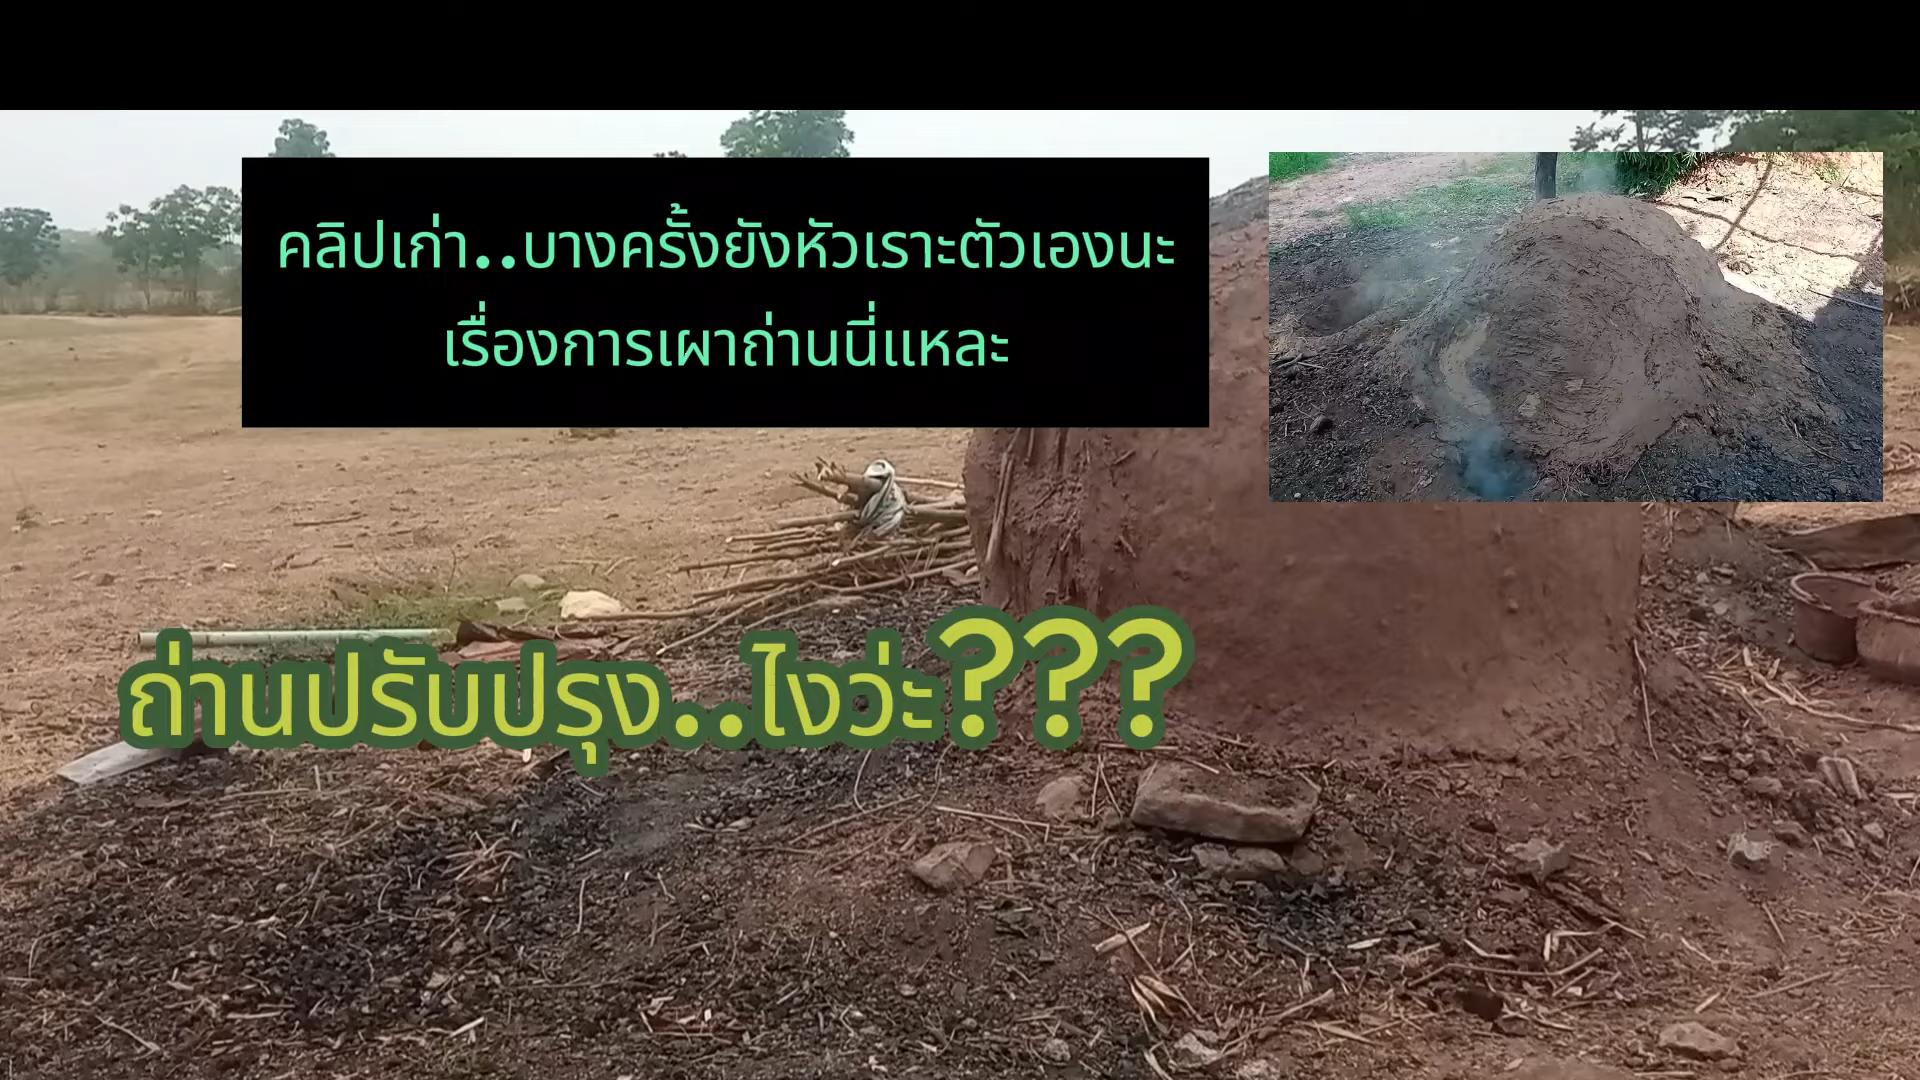 คลิปเก่า..บางครั้งยังหัวเราะตัวเองนะ
เรื่องการเผาถ่านนี่แหละ
ถ่านปรับปรุง..ไงว่ะ???